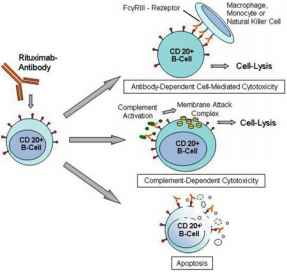 Rituximab-
Antibody
CD 20+
B-Cell
FcγRIII - Rezeptor
Macrophage,
Monocyte or
Natural Killer Cell
CD 20+
B-Cell
Cell-Lysis
Antibody-Dependent Cell-Mediated Cytotoxicity
Complement
Activation
Membrane Attack
Complex
CD 20+
B-Cell
Cell-Lysis
Complement-Dependent Cytotoxicity
CD 20+
B-Cell
Apoptosis